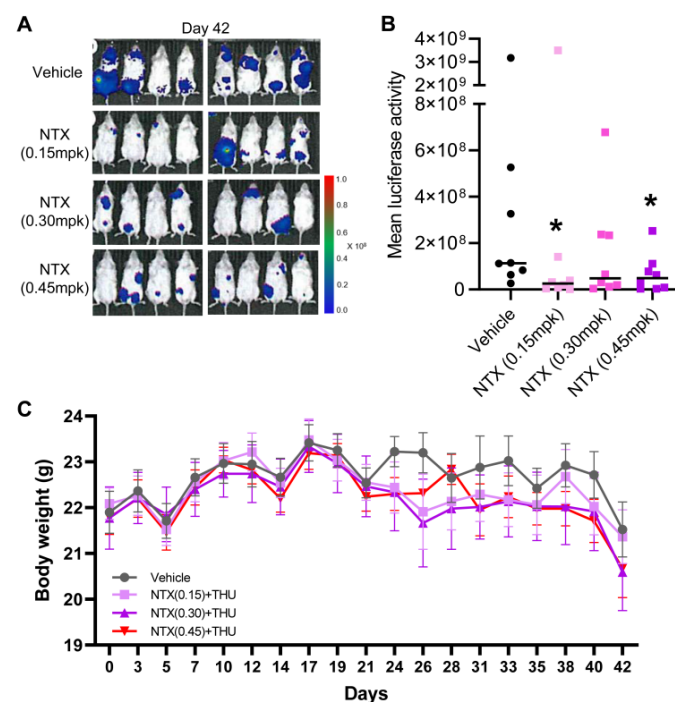 A
Day 42
Vehicle
NTX
(0.15mpk)
NTX
(0.30mpk)
NTX
(0.45mpk)
1.0
0.8
0.6
0.4
0.2
0.0
B
Mean luciferase activity
4×10⁹
3×10⁹
2×10⁹
8×10⁸
6×10⁸
4×10⁸
2×10⁸
0
*
*
Vehicle
NTX (0.15mpk)
NTX (0.30mpk)
NTX (0.45mpk)
C
Body weight (g)
24
23
22
21
20
19
Vehicle
NTX(0.15)+THU
NTX(0.30)+THU
NTX(0.45)+THU
0 3 5 7 10 12 14 17 19 21 24 26 28 31 33 35 38 40 42
Days